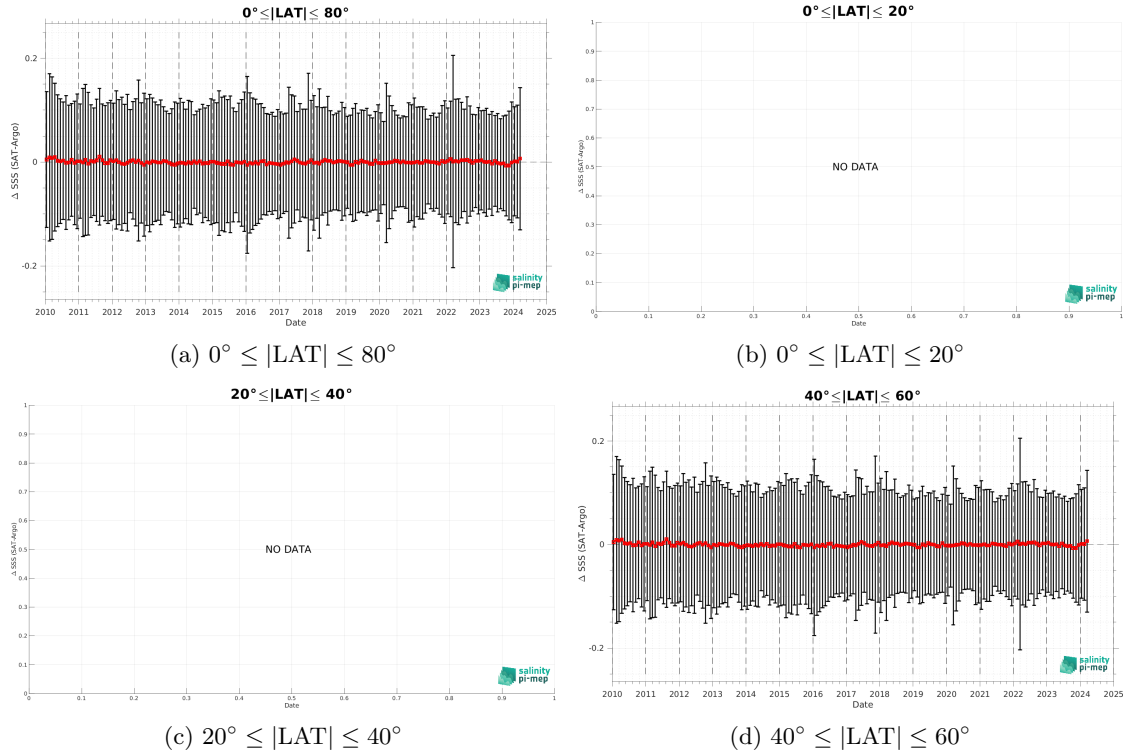 0°≤|LAT|≤ 80°
Δ SSS (SAT-Argo)
0.2
0
-0.2
2010 2011 2012 2013 2014 2015 2016 2017 2018 2019 2020 2021 2022 2023 2024 2025
Date
salinity
pi-mep
(a) 0° ≤ |LAT| ≤ 80°
0°≤|LAT|≤ 20°
Δ SSS (SAT-Argo)
1
0.9
0.8
0.7
0.6
0.5
0.4
0.3
0.2
0.1
0
NO DATA
0 0.1 0.2 0.3 0.4 0.5 0.6 0.7 0.8 0.9 1
Date
salinity
pi-mep
(b) 0° ≤ |LAT| ≤ 20°
20°≤|LAT|≤ 40°
Δ SSS (SAT-Argo)
1
0.9
0.8
0.7
0.6
0.5
0.4
0.3
0.2
0.1
0
NO DATA
0 0.1 0.2 0.3 0.4 0.5 0.6 0.7 0.8 0.9 1
Date
salinity
pi-mep
(c) 20° ≤ |LAT| ≤ 40°
40°≤|LAT|≤ 60°
Δ SSS (SAT-Argo)
0.2
0
-0.2
2010 2011 2012 2013 2014 2015 2016 2017 2018 2019 2020 2021 2022 2023 2024 2025
Date
salinity
pi-mep
(d) 40° ≤ |LAT| ≤ 60°